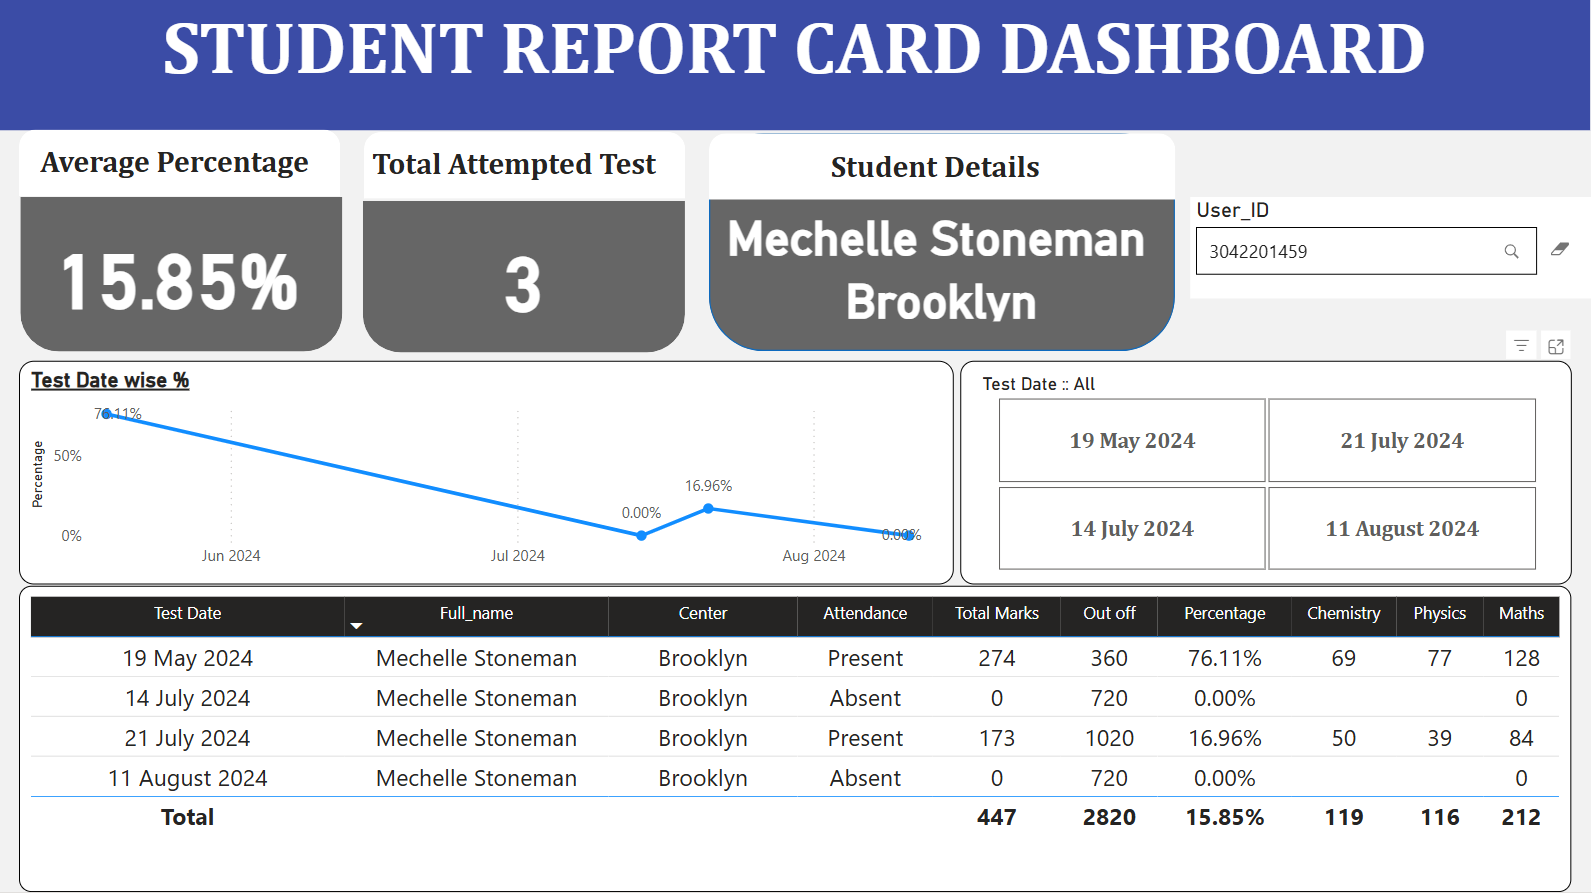 STUDENT REPORT CARD DASHBOARD
Average Percentage
15.85%
Total Attempted Test
3
Student Details
Mechelle Stoneman
Brooklyn
User_ID
3042201459
Test Date wise %
Percentage
50%
0%
76.11%
0.00%
16.96%
0.00%
Jun 2024 Jul 2024 Aug 2024
Test Date :: All
19 May 2024 21 July 2024
14 July 2024 11 August 2024
Test Date Full_name Center Attendance Total Marks Out off Percentage Chemistry Physics Maths
19 May 2024 Mechelle Stoneman Brooklyn Present 274 360 76.11% 69 77 128
14 July 2024 Mechelle Stoneman Brooklyn Absent 0 720 0.00% 0
21 July 2024 Mechelle Stoneman Brooklyn Present 173 1020 16.96% 50 39 84
11 August 2024 Mechelle Stoneman Brooklyn Absent 0 720 0.00% 0
Total 447 2820 15.85% 119 116 212